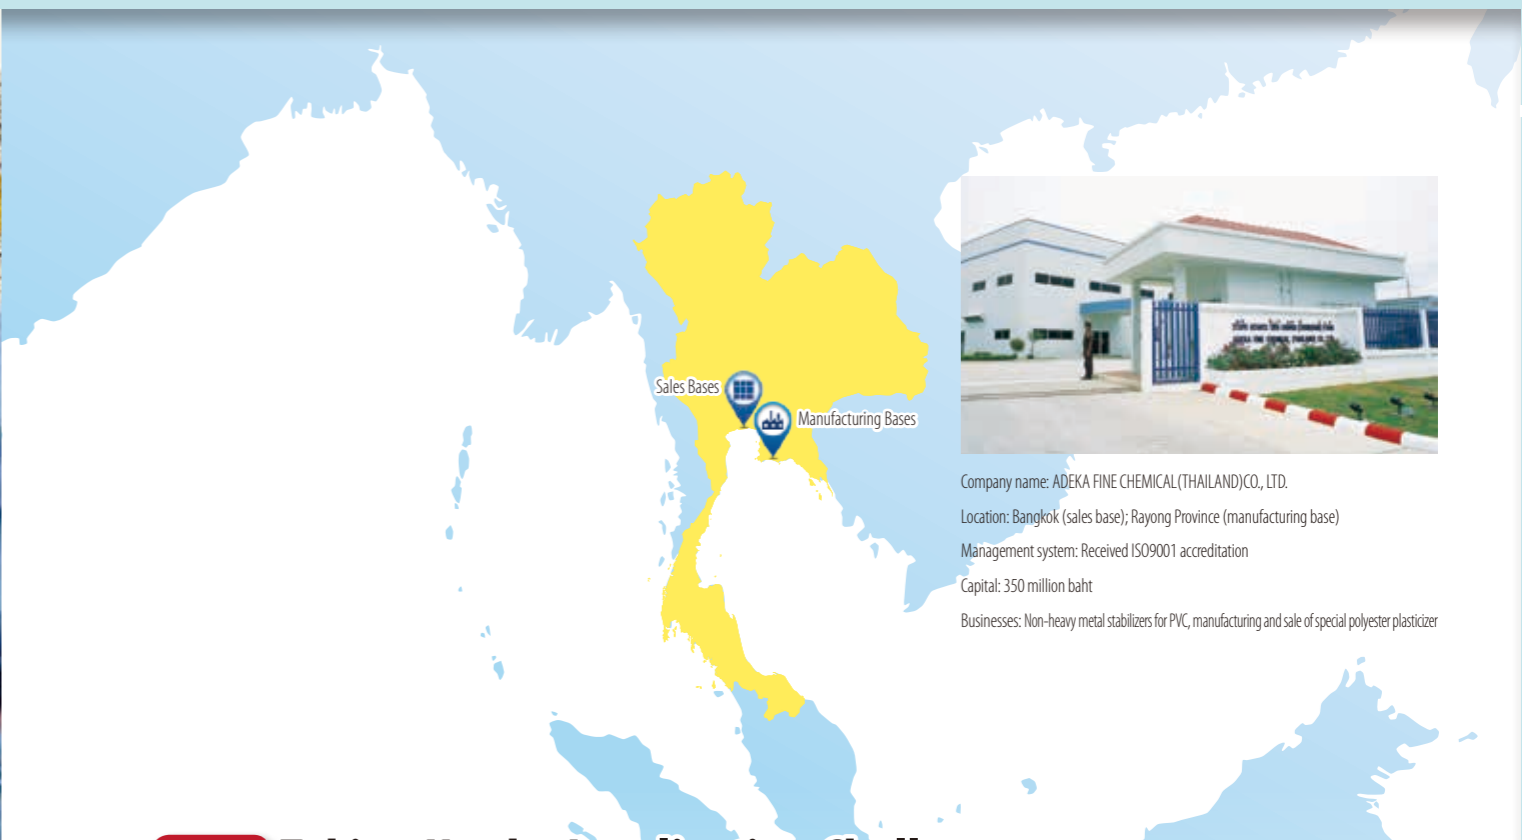 Sales Bases
Manufacturing Bases
Company name: ADEKA FINE CHEMICAL(THAILAND)CO., LTD.
Location: Bangkok (sales base); Rayong Province (manufacturing base)
Management system: Received ISO9001 accreditation
Capital: 350 million baht
Businesses: Non-heavy metal stabilizers for PVC, manufacturing and sale of special polyester plasticizer